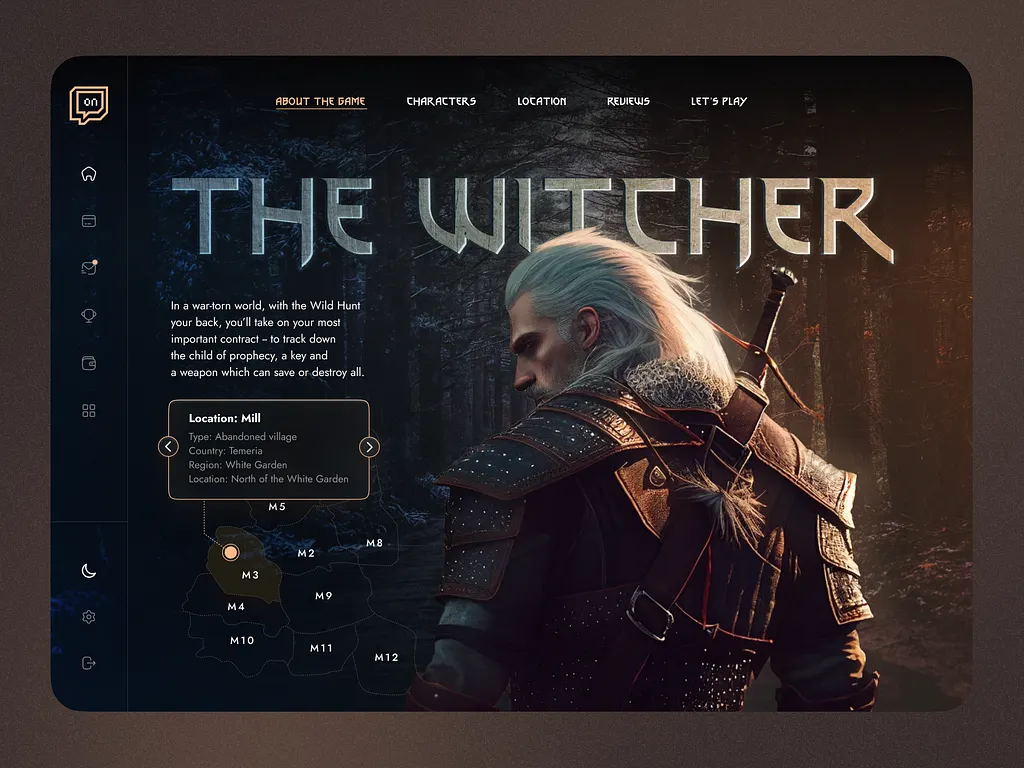 on
ABOUT THE GAME
CHARACTERS
LOCATION
REVIEWS
LET'S PLAY
THE WITCHER
In a war-torn world, with the Wild Hunt
your back, you'll take on your most
important contract – to track down
the child of prophecy, a key and
a weapon which can save or destroy all.
Location: Mill
Type: Abandoned village
Country: Temeria
Region: White Garden
Location: North of the White Garden
M5
M8
M2
M3
M9
M4
M10
M11
M12